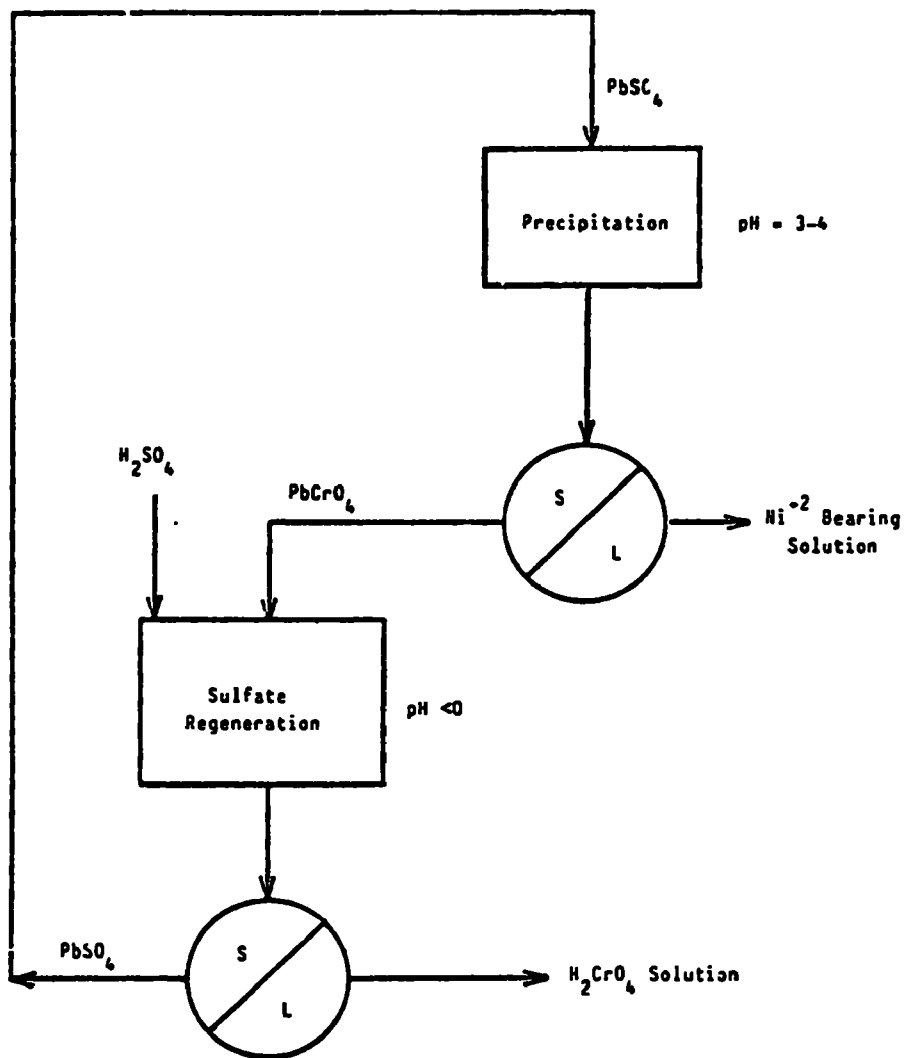 PbSC4
Precipitation
pH = 3-4
H2SO4
PbCrO4
S
L
Ni+2 Bearing
Solution
Sulfate
Regeneration
pH <0
PbSO4
S
L
H2CrO4 Solution